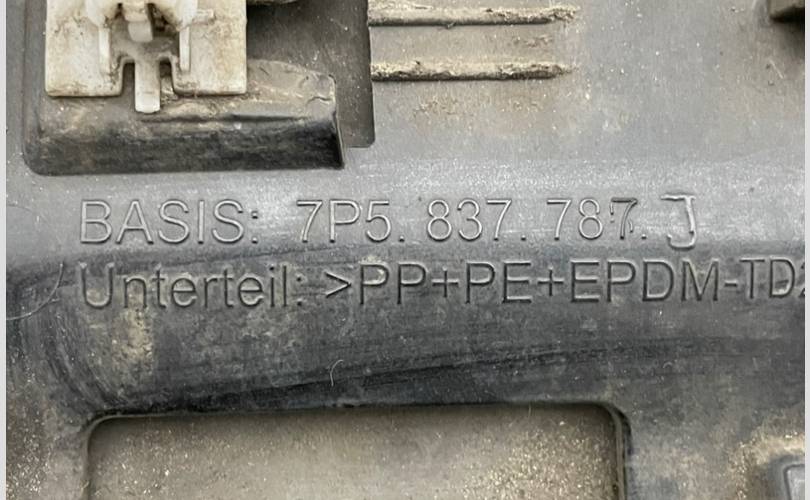 BASIS: 7P5. 837. 787. J
Unterteil: >PP+PE+EPDM-TD